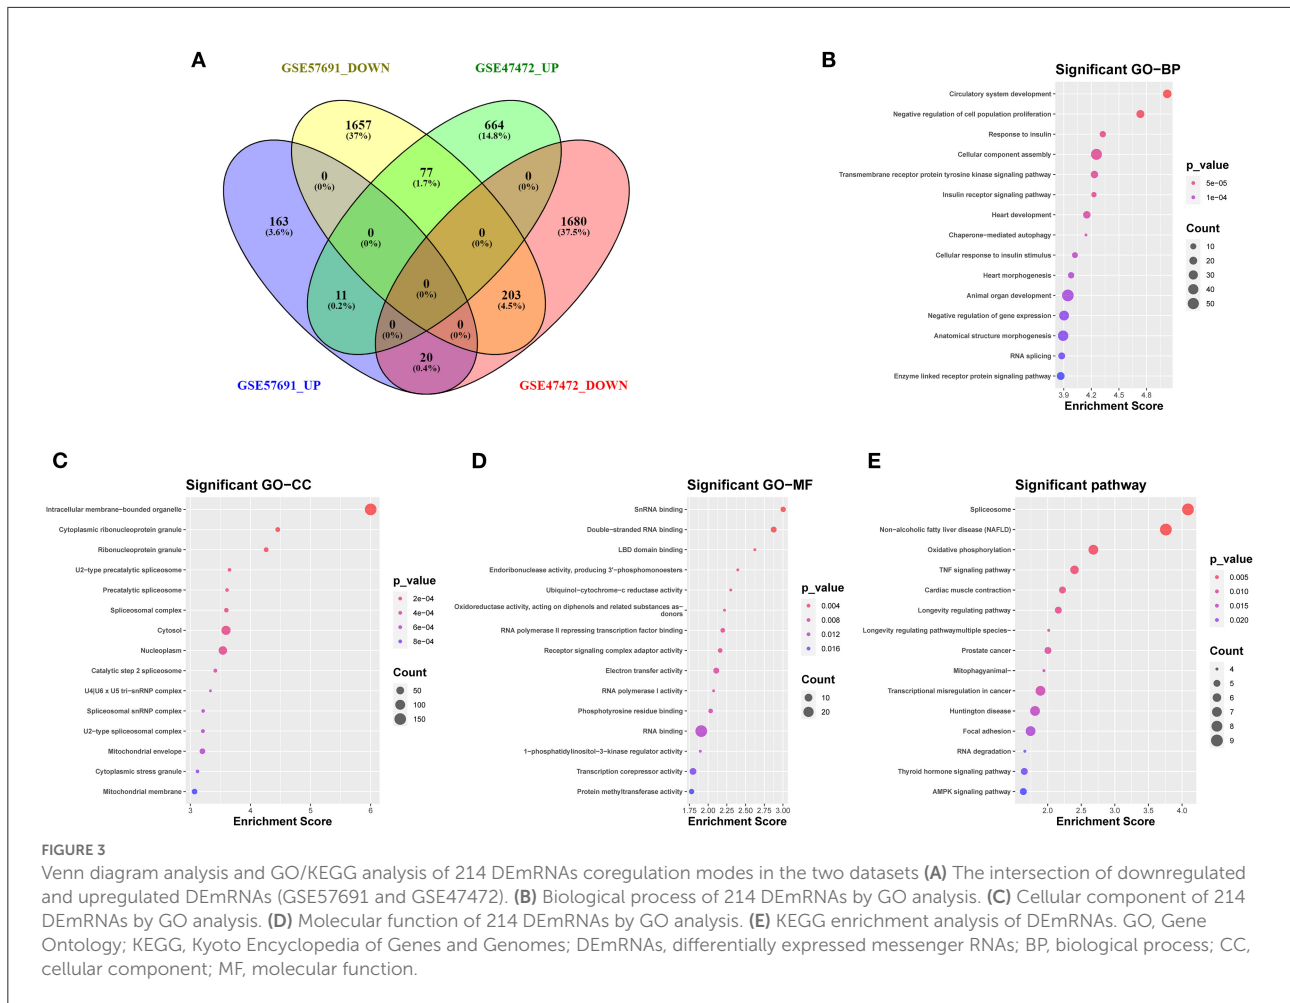 A
GSE57691_DOWN
GSE47472_UP
1657
(37%)
664
(14.8%)
0
(0%)
77
(1.7%)
0
(0%)
163
(3.6%)
0
(0%)
0
(0%)
1680
(37.5%)
11
(0.2%)
0
(0%)
203
(4.5%)
0
(0%)
0
(0%)
20
(0.4%)
GSE57691_UP
GSE47472_DOWN
B
Significant GO−BP
Circulatory system development
Negative regulation of cell population proliferation
Response to insulin
Cellular component assembly
Transmembrane receptor protein tyrosine kinase signaling pathway
Insulin receptor signaling pathway
Heart development
Chaperone−mediated autophagy
Cellular response to insulin stimulus
Heart morphogenesis
Animal organ development
Negative regulation of gene expression
Anatomical structure morphogenesis
RNA splicing
Enzyme linked receptor protein signaling pathway
3.9 4.2 4.5 4.8
Enrichment Score
p_value
5e−05
1e−04
Count
10
20
30
40
50
C
Significant GO−CC
Intracellular membrane−bounded organelle
Cytoplasmic ribonucleoprotein granule
Ribonucleoprotein granule
U2−type precatalytic spliceosome
Precatalytic spliceosome
Spliceosomal complex
Cytosol
Nucleoplasm
Catalytic step 2 spliceosome
U4|U6 x U5 tri−snRNP complex
Spliceosomal snRNP complex
U2−type spliceosomal complex
Mitochondrial envelope
Cytoplasmic stress granule
Mitochondrial membrane
3 4 5 6
Enrichment Score
p_value
2e−04
4e−04
6e−04
8e−04
Count
50
100
150
D
Significant GO−MF
SnRNA binding
Double−stranded RNA binding
LBD domain binding
Endoribonuclease activity, producing 3'−phosphomonoesters
Ubiquinol−cytochrome−c reductase activity
Oxidoreductase activity, acting on diphenols and related substances as−
donors
RNA polymerase II repressing transcription factor binding
Receptor signaling complex adaptor activity
Electron transfer activity
RNA polymerase I activity
Phosphotyrosine residue binding
RNA binding
1−phosphatidylinositol−3−kinase regulator activity
Transcription corepressor activity
Protein methyltransferase activity
1.75 2.00 2.25 2.50 2.75 3.00
Enrichment Score
p_value
0.004
0.008
0.012
0.016
Count
10
20
E
Significant pathway
Spliceosome
Non−alcoholic fatty liver disease (NAFLD)
Oxidative phosphorylation
TNF signaling pathway
Cardiac muscle contraction
Longevity regulating pathway
Longevity regulating pathwaymultiple species−
Prostate cancer
Mitophagyanimal−
Transcriptional misregulation in cancer
Huntington disease
Focal adhesion
RNA degradation
Thyroid hormone signaling pathway
AMPK signaling pathway
2.0 2.5 3.0 3.5 4.0
Enrichment Score
p_value
0.005
0.010
0.015
0.020
Count
4
5
6
7
8
9
FIGURE 3
Venn diagram analysis and GO/KEGG analysis of 214 DEmRNAs coregulation modes in the two datasets (A) The intersection of downregulated
and upregulated DEmRNAs (GSE57691 and GSE47472). (B) Biological process of 214 DEmRNAs by GO analysis. (C) Cellular component of 214
DEmRNAs by GO analysis. (D) Molecular function of 214 DEmRNAs by GO analysis. (E) KEGG enrichment analysis of DEmRNAs. GO, Gene
Ontology; KEGG, Kyoto Encyclopedia of Genes and Genomes; DEmRNAs, differentially expressed messenger RNAs; BP, biological process; CC,
cellular component; MF, molecular function.